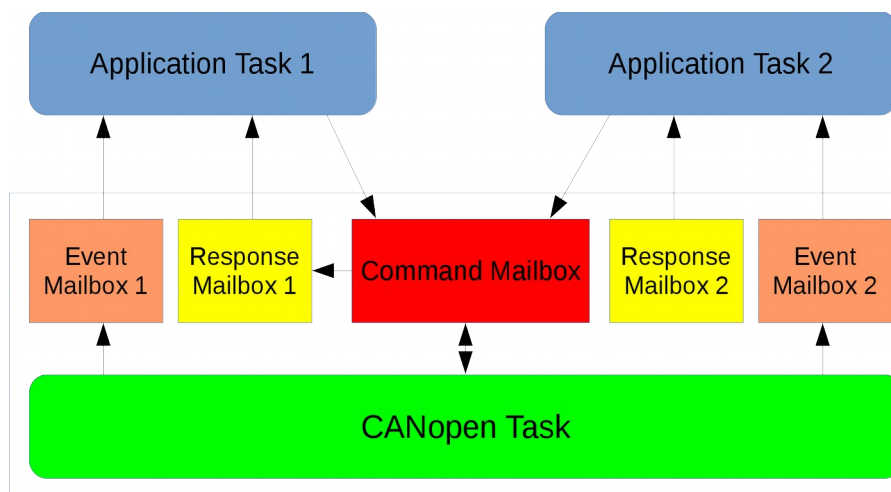 Application Task 1
Application Task 2
Event
Mailbox 1
Response
Mailbox 1
Command Mailbox
Response
Mailbox 2
Event
Mailbox 2
CANopen Task